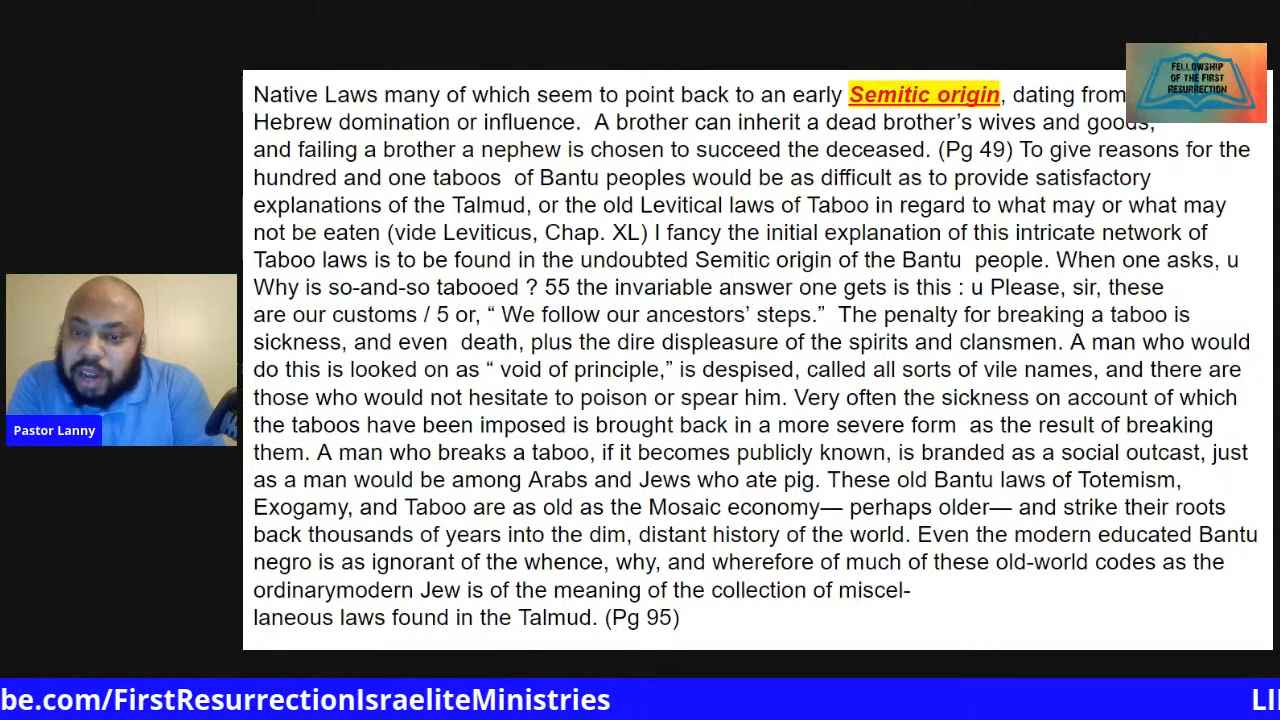 FELLOWSHIP
OF THE FIRST
RESURRECTION
Native Laws many of which seem to point back to an early Semitic origin, dating from
Hebrew domination or influence.  A brother can inherit a dead brother’s wives and goods,
and failing a brother a nephew is chosen to succeed the deceased. (Pg 49) To give reasons for the
hundred and one taboos  of Bantu peoples would be as difficult as to provide satisfactory
explanations of the Talmud, or the old Levitical laws of Taboo in regard to what may or what may
not be eaten (vide Leviticus, Chap. XL) I fancy the initial explanation of this intricate network of
Taboo laws is to be found in the undoubted Semitic origin of the Bantu  people. When one asks, u
Why is so-and-so tabooed ? 55 the invariable answer one gets is this : u Please, sir, these
are our customs / 5 or, “ We follow our ancestors’ steps.”  The penalty for breaking a taboo is
sickness, and even  death, plus the dire displeasure of the spirits and clansmen. A man who would
do this is looked on as “ void of principle,” is despised, called all sorts of vile names, and there are
those who would not hesitate to poison or spear him. Very often the sickness on account of which
the taboos have been imposed is brought back in a more severe form  as the result of breaking
them. A man who breaks a taboo, if it becomes publicly known, is branded as a social outcast, just
as a man would be among Arabs and Jews who ate pig. These old Bantu laws of Totemism,
Exogamy, and Taboo are as old as the Mosaic economy— perhaps older— and strike their roots
back thousands of years into the dim, distant history of the world. Even the modern educated Bantu
negro is as ignorant of the whence, why, and wherefore of much of these old-world codes as the
ordinarymodern Jew is of the meaning of the collection of miscel-
laneous laws found in the Talmud. (Pg 95)
Pastor Lanny
be.com/FirstResurrectionIsraeliteMinistries